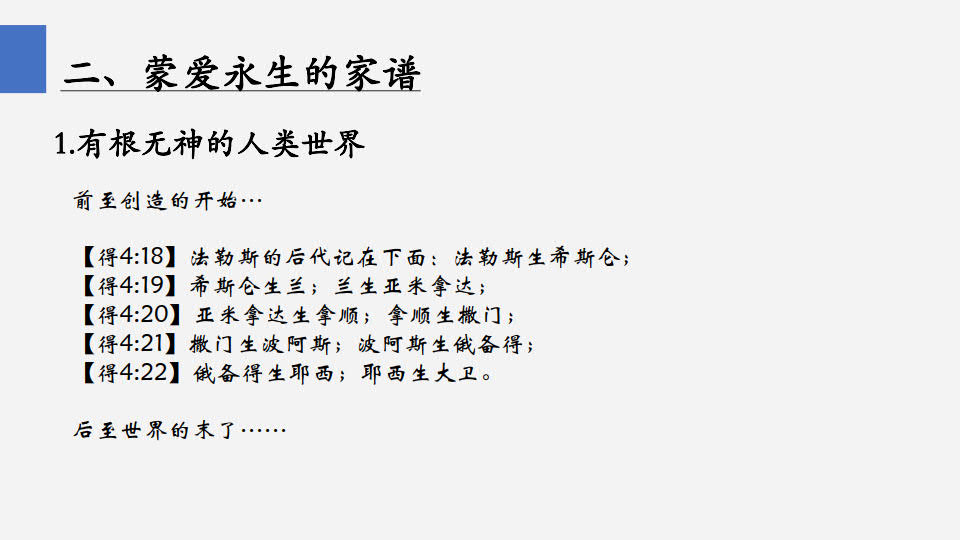 二、蒙爱永生的家谱
1.有根无神的人类世界
前至创造的开始…
【得4:18】法勒斯的后代记在下面：法勒斯生希斯仑；
【得4:19】希斯仑生兰；兰生亚米拿达；
【得4:20】亚米拿达生拿顺；拿顺生撒门；
【得4:21】撒门生波阿斯；波阿斯生俄备得；
【得4:22】俄备得生耶西；耶西生大卫。
后至世界的末了……